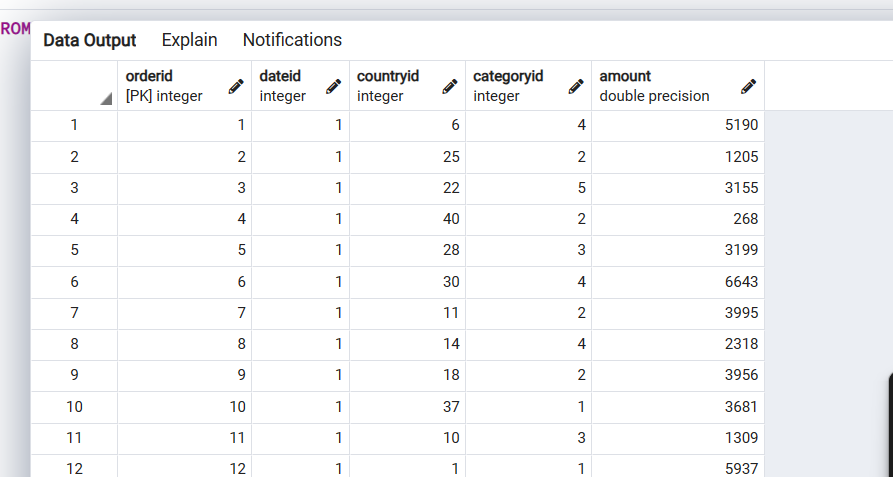 ROM
Data Output Explain Notifications
orderid dateid countryid categoryid amount
[PK] integer integer integer integer double precision
1 1 1 6 4 5190
2 2 1 25 2 1205
3 3 1 22 5 3155
4 4 1 40 2 268
5 5 1 28 3 3199
6 6 1 30 4 6643
7 7 1 11 2 3995
8 8 1 14 4 2318
9 9 1 18 2 3956
10 10 1 37 1 3681
11 11 1 10 3 1309
12 12 1 1 1 5937